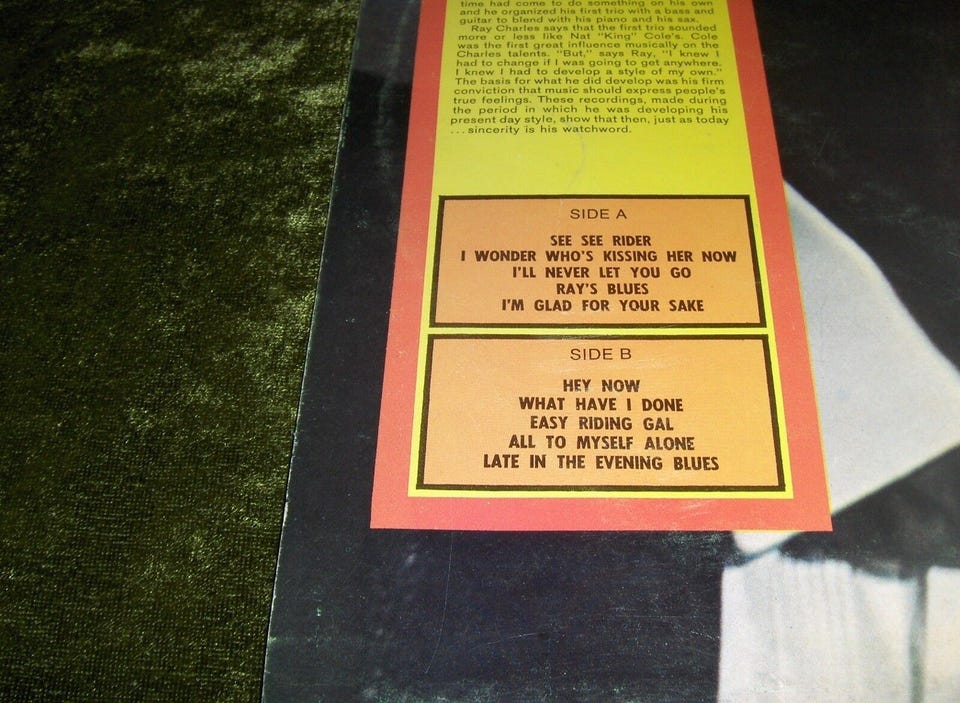 time had come to do something on his own
and he organized his first trio with a bass and
guitar to blend with his piano and his sax.
Ray Charles says that the first trio sounded
more or less like Nat "King" Cole's. Cole
was the first great influence musically on the
Charles talents. "But," says Ray, "I knew I
had to change if I was going to get anywhere.
I knew I had to develop a style of my own."
The basis for what he did develop was his firm
conviction that music should express people's
true feelings. These recordings, made during
the period in which he was developing his
present day style, show that then, just as today
... sincerity is his watchword.
SIDE A
SEE SEE RIDER
I WONDER WHO'S KISSING HER NOW
I'LL NEVER LET YOU GO
RAY'S BLUES
I'M GLAD FOR YOUR SAKE
SIDE B
HEY NOW
WHAT HAVE I DONE
EASY RIDING GAL
ALL TO MYSELF ALONE
LATE IN THE EVENING BLUES